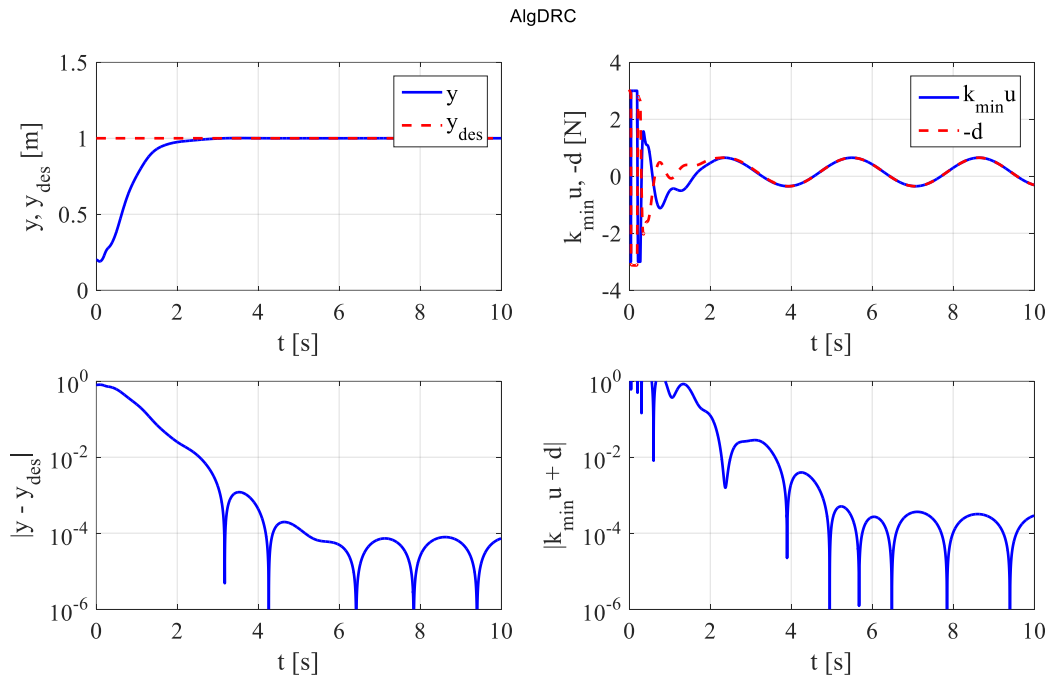 AlgDRC
1.5
1
0.5
0
y, y_des [m]
y
y_des
0 2 4 6 8 10
t [s]
4
2
0
-2
-4
k_min u, -d [N]
k_min u
-d
0 2 4 6 8 10
t [s]
10^0
10^-2
10^-4
10^-6
|y - y_des|
0 2 4 6 8 10
t [s]
10^0
10^-2
10^-4
10^-6
|k_min u + d|
0 2 4 6 8 10
t [s]